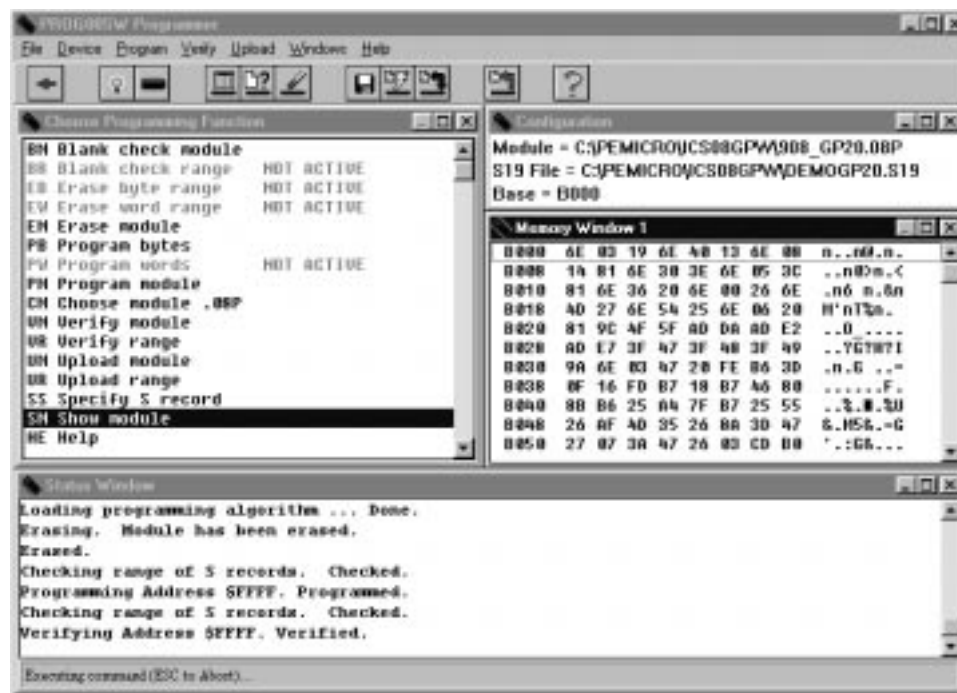 PROG08SW Programmer
File Device Program Verify Upload Windows Help
Choose Programming Function
BM Blank check module
BR Blank check range NOT ACTIVE
EB Erase byte range NOT ACTIVE
EW Erase word range NOT ACTIVE
EM Erase module
PB Program bytes
PW Program words NOT ACTIVE
PM Program module
CM Choose module .08P
VM Verify module
VR Verify range
UM Upload module
UR Upload range
SS Specify S record
SM Show module
HE Help
Configuration
Module = C:\PEMICRO\ICS08GPW\908_GP20.08P
S19 File = C:\PEMICRO\ICS08GPW\DEMOGP20.S19
Base = B000
Memory Window 1
B000 6E 03 19 6E 40 13 6E 0B n..n@.n.
B008 14 81 6E 30 3E 6E 05 3C ..n0>n.<
B010 81 6E 36 20 6E 00 26 6E .n6 n.&n
B018 4D 27 6E 54 25 6E 06 20 M'nT%n.
B020 81 9C 4F 5F AD DA AD E2 ..O_....
B028 AD E7 3F 47 3F 48 3F 49 ..?G?H?I
B030 9A 6E 03 47 20 FE B6 3D .n.G ..=
B038 0F 16 FD B7 18 B7 46 80 ......F.
B040 8B B6 25 A4 7F B7 25 55 ..%.■.%U
B048 26 AF 4D 35 26 BA 3D 47 &.M5&.=G
B050 27 07 3A 47 26 03 CD B0 '.:G&...
Status Window
Loading programming algorithm ... Done.
Erasing. Module has been erased.
Erased.
Checking range of S records. Checked.
Programming Address $FFFF. Programmed.
Checking range of S records. Checked.
Verifying Address $FFFF. Verified.
Executing command (ESC to Abort)...